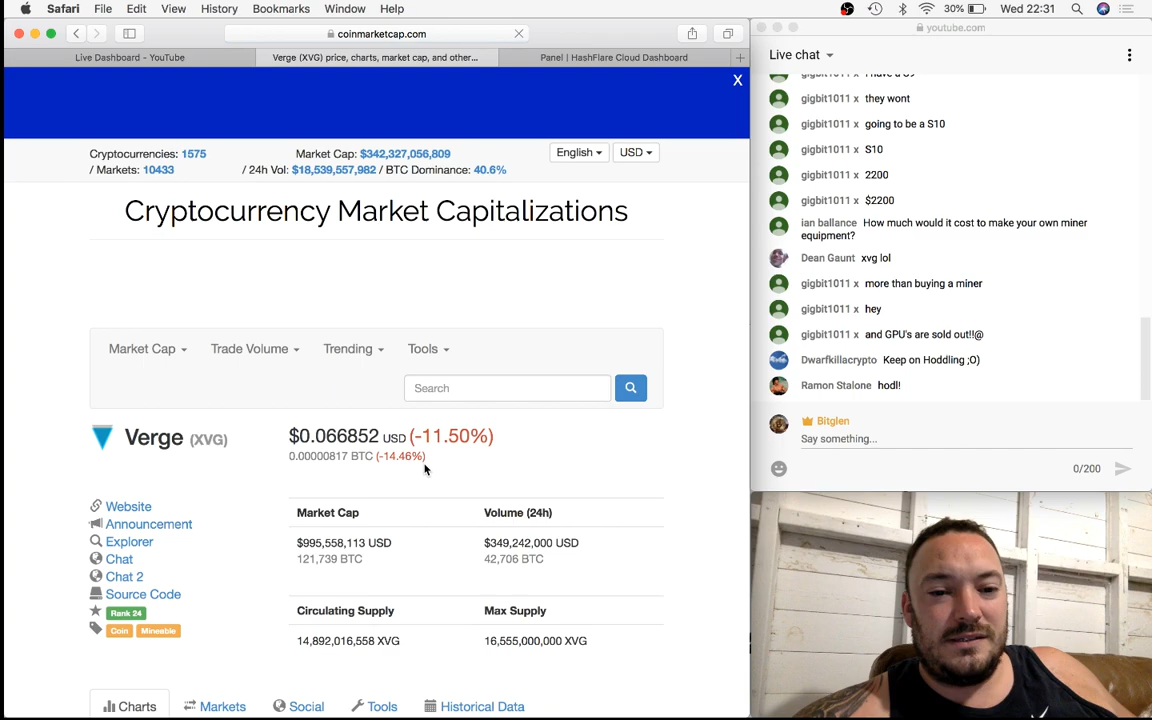 Safari File Edit View History Bookmarks Window Help 30% Wed 22:31
coinmarketcap.com
Live Dashboard - YouTube Verge (XVG) price, charts, market cap, and other... Panel | HashFlare Cloud Dashboard +
X
Cryptocurrencies: 1575 Market Cap: $342,327,056,809 English USD
/ Markets: 10433 / 24h Vol: $18,539,557,982 / BTC Dominance: 40.6%
Cryptocurrency Market Capitalizations
Market Cap Trade Volume Trending Tools
Search
Verge (XVG) $0.066852 USD (-11.50%)
0.00000817 BTC (-14.46%)
Website
Announcement
Explorer
Chat
Chat 2
Source Code
Rank 24
Coin Mineable
Market Cap Volume (24h)
$995,558,113 USD $349,242,000 USD
121,739 BTC 42,706 BTC
Circulating Supply Max Supply
14,892,016,558 XVG 16,555,000,000 XVG
Charts Markets Social Tools Historical Data
youtube.com
Live chat
gigbit1011 x they wont
gigbit1011 x going to be a S10
gigbit1011 x S10
gigbit1011 x 2200
gigbit1011 x $2200
ian ballance How much would it cost to make your own miner
equipment?
Dean Gaunt xvg lol
gigbit1011 x more than buying a miner
gigbit1011 x hey
gigbit1011 x and GPU's are sold out!!@
Dwarfkillacrypto Keep on Hoddling ;O)
Ramon Stalone hodl!
Bitglen
Say something...
0/200